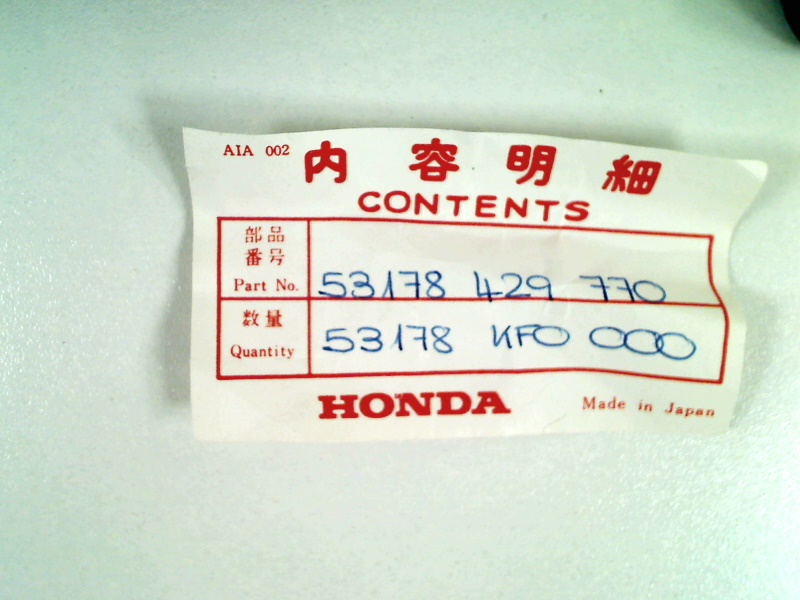 AIA 002 内容明細
CONTENTS
部品
番号
Part No. 53178 429 770
数量
Quantity 53178 KF0 000
HONDA Made in Japan